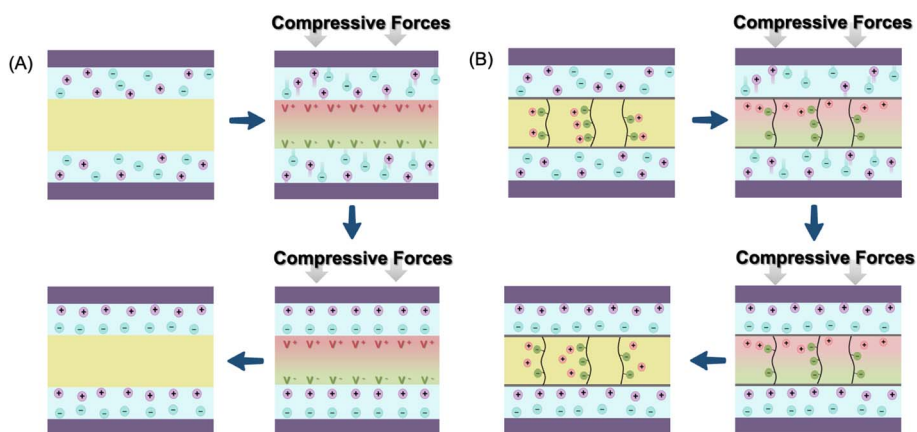 Compressive Forces
Compressive Forces
(A)
(B)
V+ V+ V+ V+ V+ V+ V+
V- V- V- V- V- V- V-
Compressive Forces
Compressive Forces
V+ V+ V+ V+ V+ V+ V+
V- V- V- V- V- V- V-